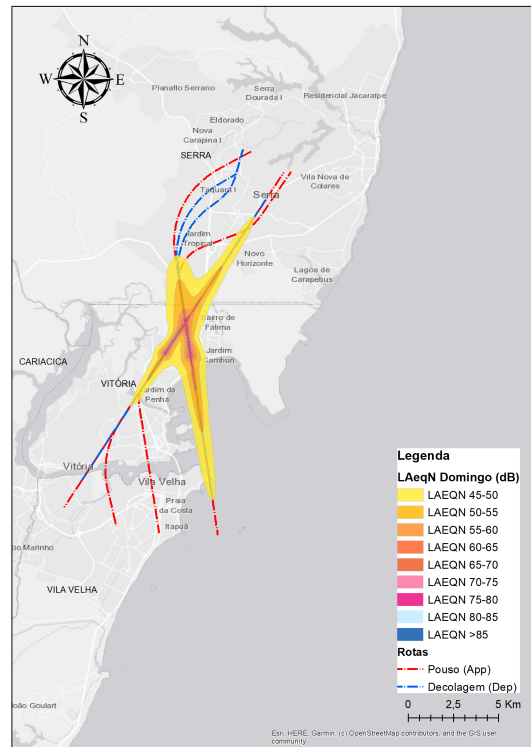 N
W E
S
Planalto Serrano
Serra
Dourada I
Residencial Jacaraípe
Eldorado
Nova
Carapina I
SERRA
Taquara I
Serra
Vila Nova de
Colares
Jardim
Tropical
Novo
Horizonte
Lagoa de
Carapebus
Bairro de
Fátima
CARIACICA
Jardim
Camburi
VITÓRIA
Jardim da
Penha
Vitória
Vila Velha
Praia
da Costa
Itapuã
Rio Marinho
VILA VELHA
João Goulart
Legenda
LAeqN Domingo (dB)
LAEQN 45-50
LAEQN 50-55
LAEQN 55-60
LAEQN 60-65
LAEQN 65-70
LAEQN 70-75
LAEQN 75-80
LAEQN 80-85
LAEQN >85
Rotas
Pouso (App)
Decolagem (Dep)
0 2,5 5 Km
Esri, HERE, Garmin, (c) OpenStreetMap contributors, and the GIS user
community